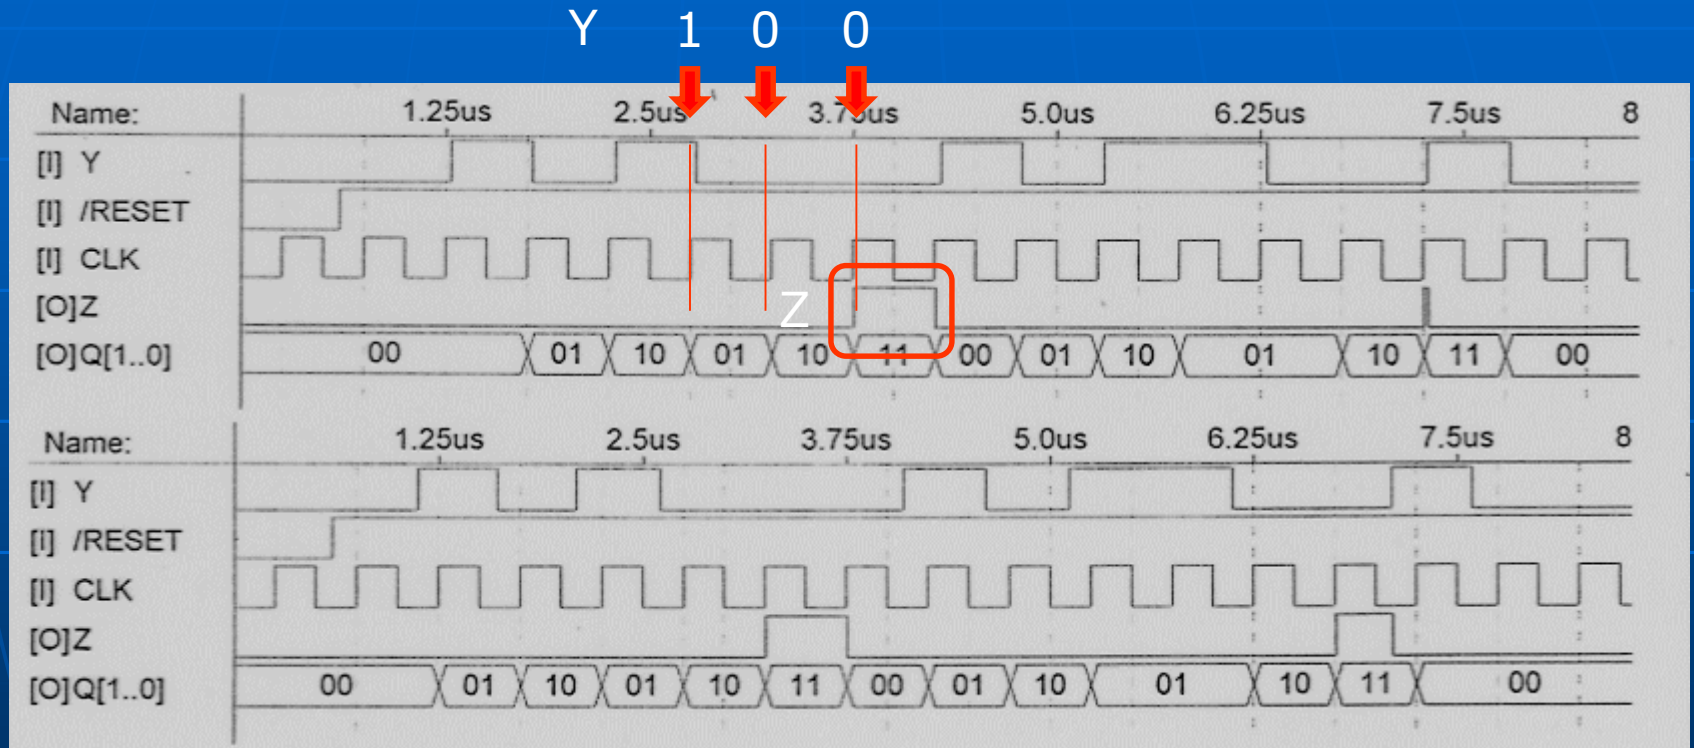 Y 1 0 0
Name: 1.25us 2.5us 3.75us 5.0us 6.25us 7.5us 8
[I] Y
[I] /RESET
[I] CLK
[O]Z Z
[O]Q[1..0] 00 01 10 01 10 11 00 01 10 01 10 11 00
Name: 1.25us 2.5us 3.75us 5.0us 6.25us 7.5us 8
[I] Y
[I] /RESET
[I] CLK
[O]Z
[O]Q[1..0] 00 01 10 01 10 11 00 01 10 01 10 11 00